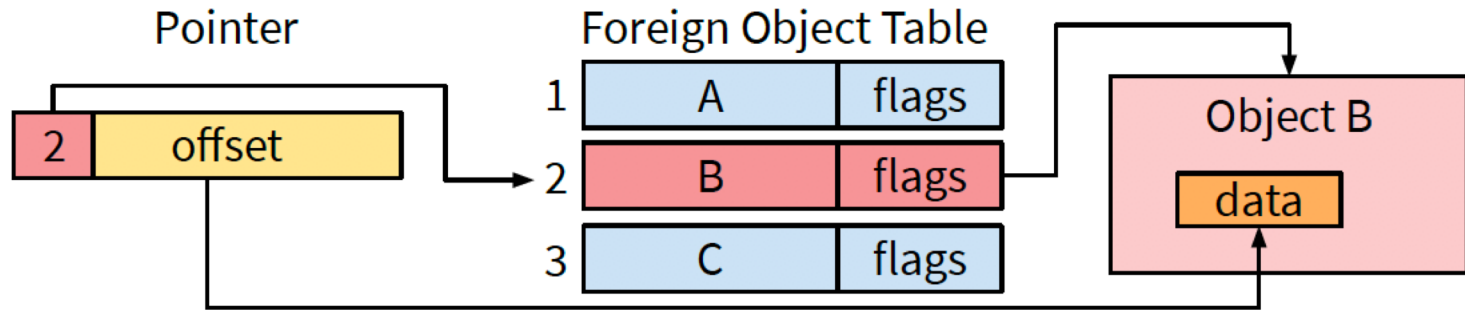 Pointer
2 offset
Foreign Object Table
1 A flags
2 B flags
3 C flags
Object B
data